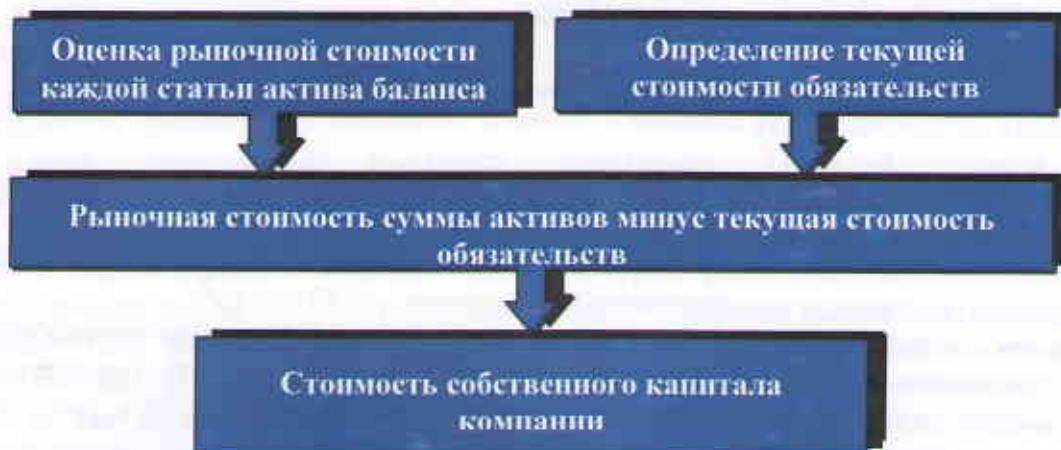 Оценка рыночной стоимости
каждой статьи актива баланса
Определение текущей
стоимости обязательств
Рыночная стоимость суммы активов минус текущая стоимость
обязательств
Стоимость собственного капитала
компании